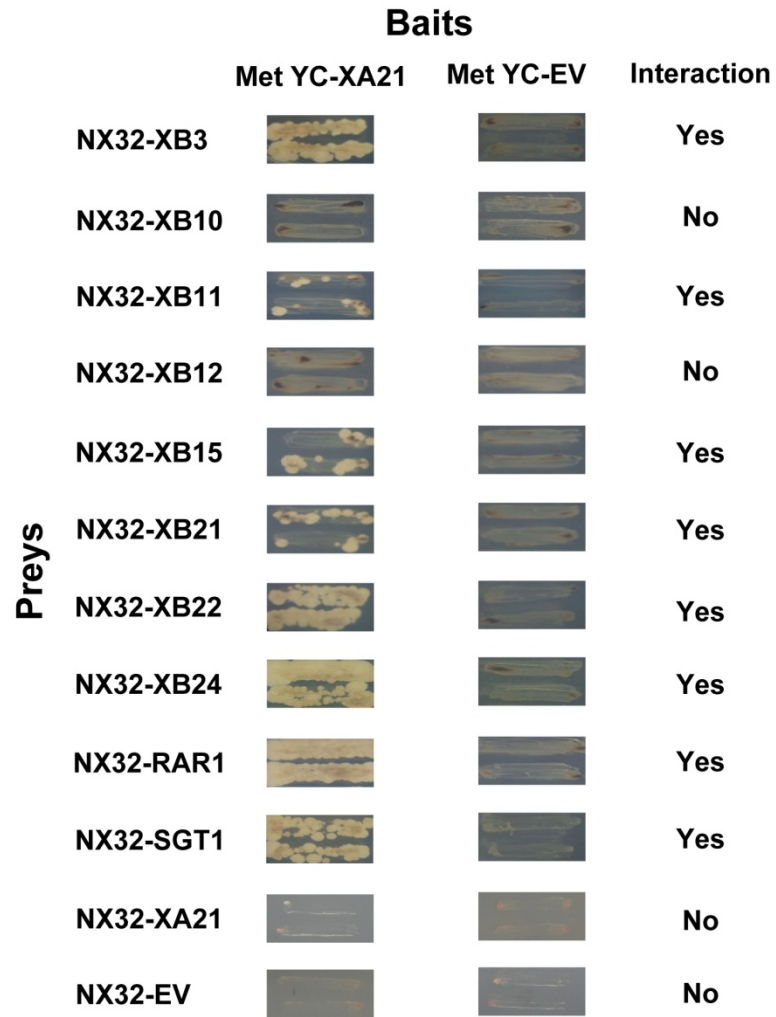 Baits
Met YC-XA21 Met YC-EV Interaction
NX32-XB3 Yes
NX32-XB10 No
NX32-XB11 Yes
NX32-XB12 No
NX32-XB15 Yes
NX32-XB21 Yes
Preys
NX32-XB22 Yes
NX32-XB24 Yes
NX32-RAR1 Yes
NX32-SGT1 Yes
NX32-XA21 No
NX32-EV No